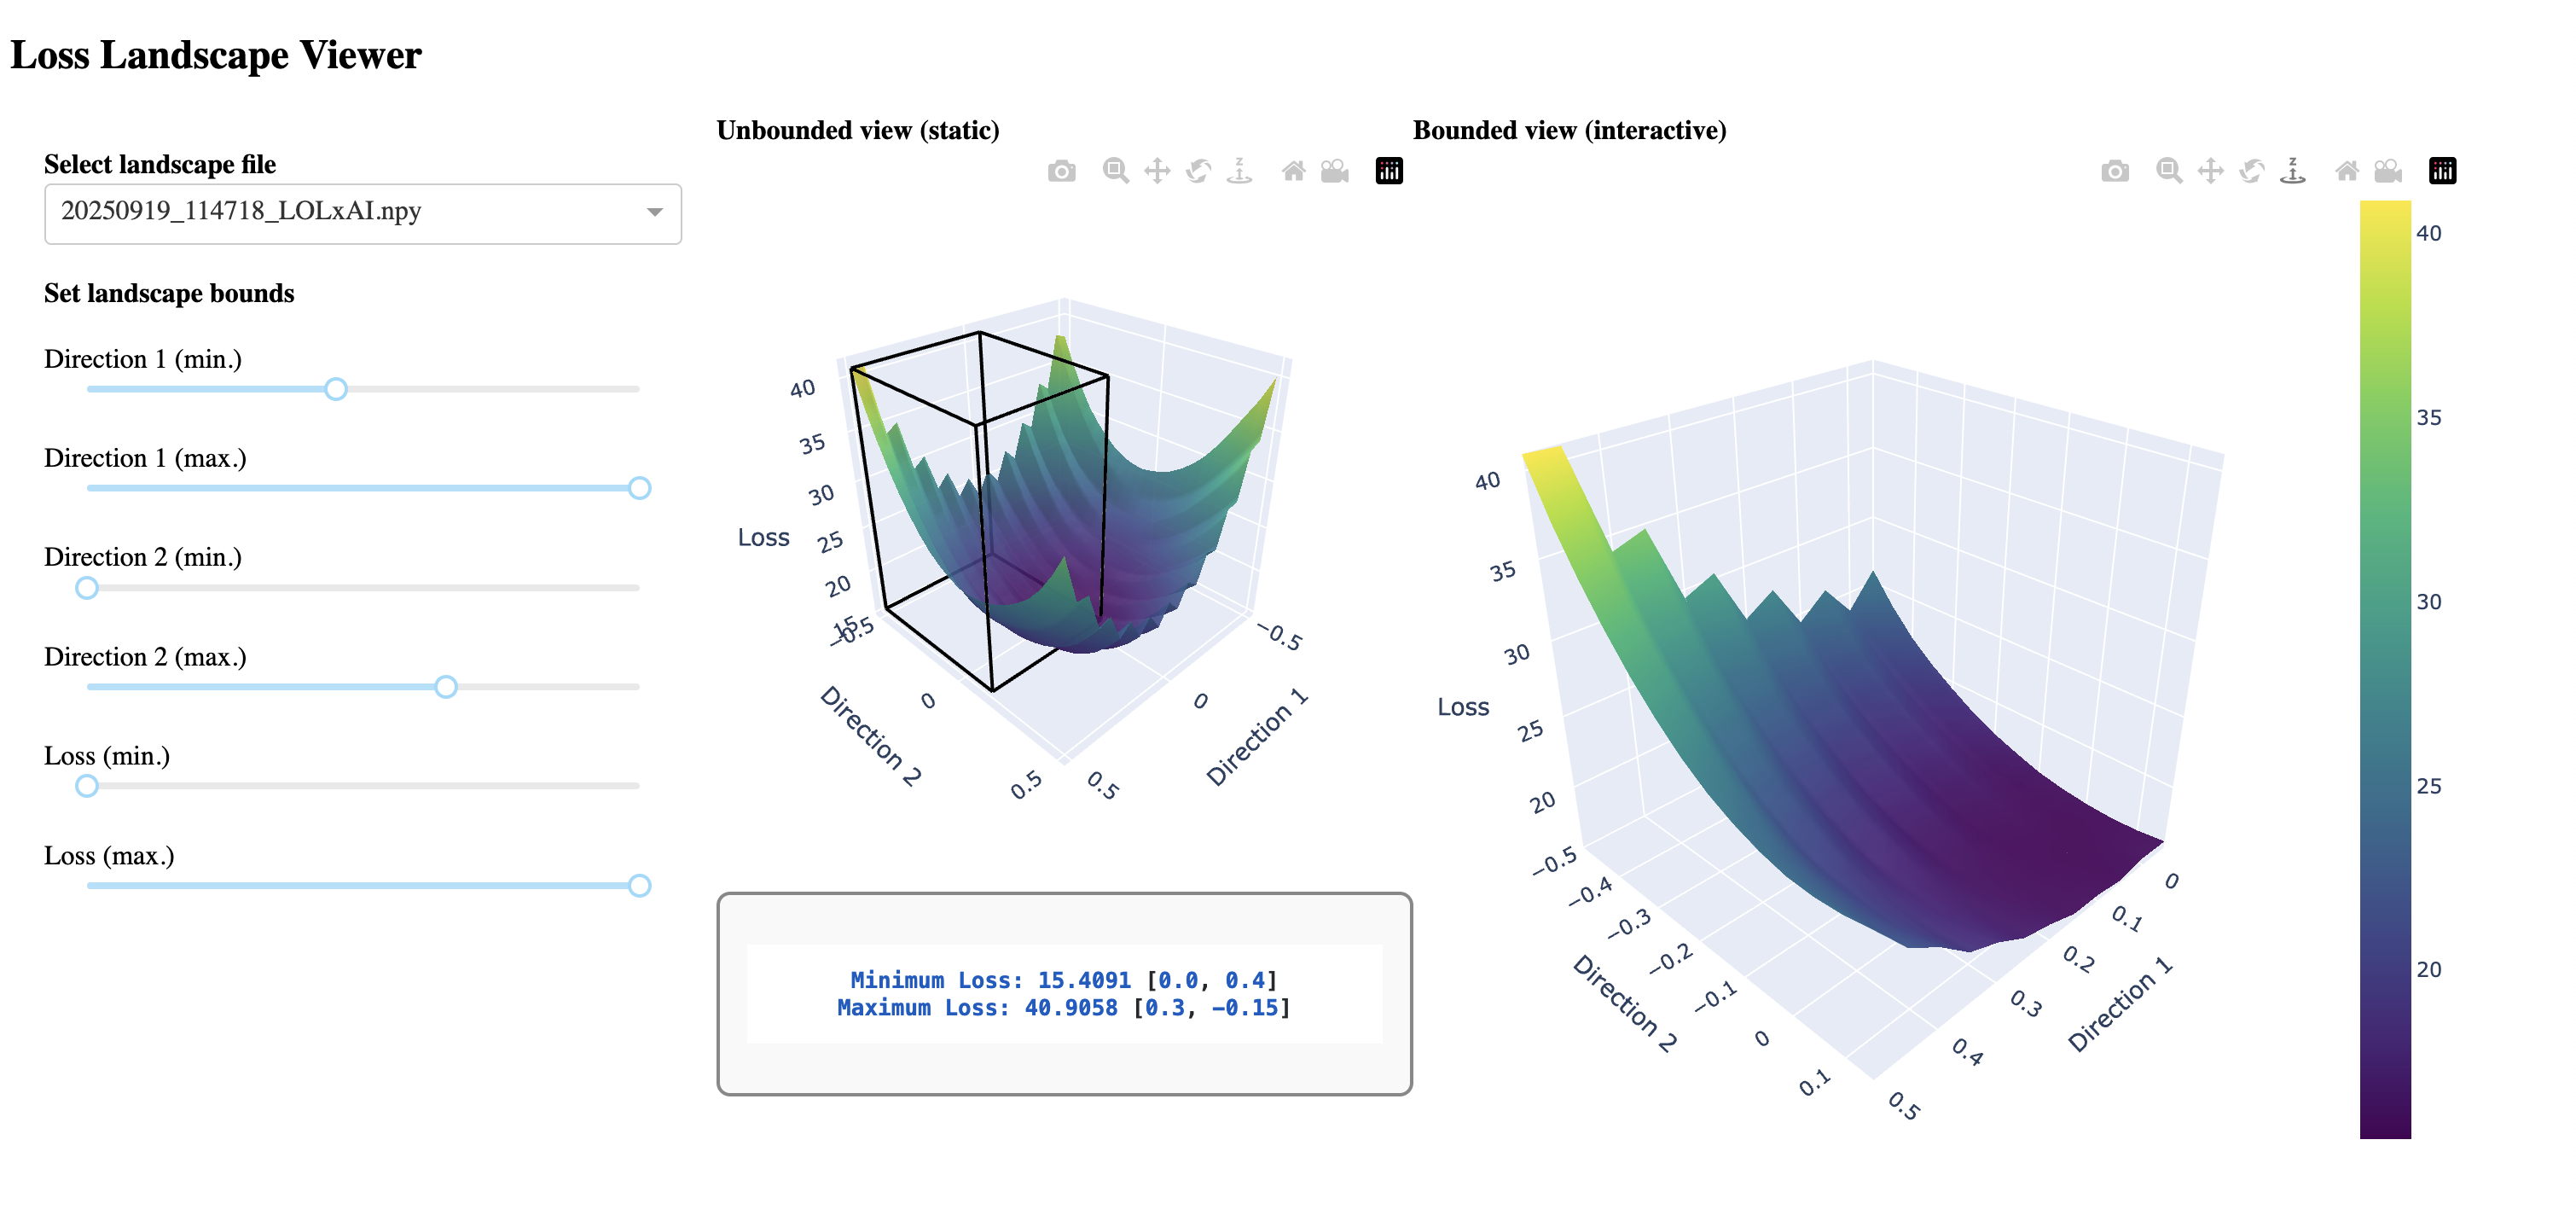 Loss Landscape Viewer
Select landscape file
20250919_114718_LOLxAI.npy
Set landscape bounds
Direction 1 (min.)
Direction 1 (max.)
Direction 2 (min.)
Direction 2 (max.)
Loss (min.)
Loss (max.)
Unbounded view (static)
z
40
35
30
25
20
15
Loss
−0.5
0
0.5
Direction 2
−0.5
0
0.5
Direction 1
Minimum Loss: 15.4091 [0.0, 0.4]
Maximum Loss: 40.9058 [0.3, −0.15]
Bounded view (interactive)
z
40
35
30
25
20
Loss
−0.5
−0.4
−0.3
−0.2
−0.1
0
0.1
Direction 2
0
0.1
0.2
0.3
0.4
0.5
Direction 1
40
35
30
25
20